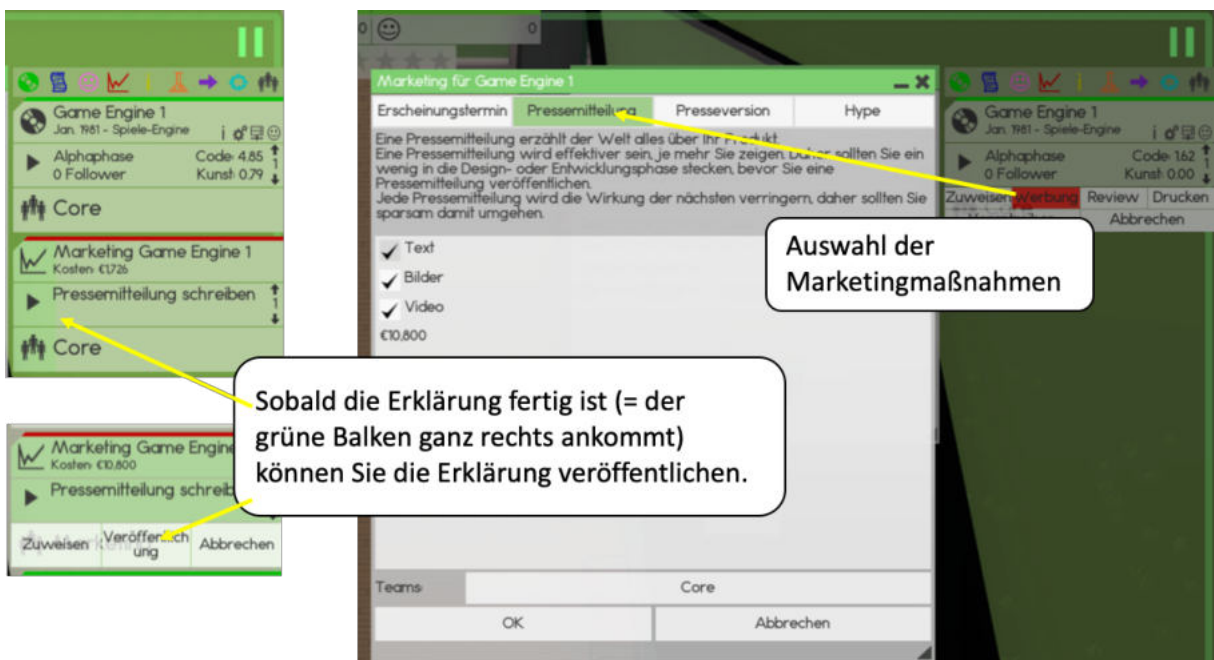 Game Engine 1
Jan. 1981 - Spiele-Engine
Alphaphase
Code: 4.85
1
0 Follower
Kunst: 0.79
Core
Marketing Game Engine 1
Kosten: €1,726
Pressemitteilung schreiben
1
Core
Marketing Game Engine
Kosten: €10,800
Pressemitteilung schreib
Zuweisen
Veröffentlich
ung
Abbrechen
0
0
Marketing für Game Engine 1
Erscheinungstermin
Pressemitteilung
Presseversion
Hype
Eine Pressemitteilung erzählt der Welt alles über Ihr Produkt.
Eine Pressemitteilung wird effektiver sein, je mehr Sie zeigen. Daher sollten Sie ein
wenig in die Design- oder Entwicklungsphase stecken, bevor Sie eine
Pressemitteilung veröffentlichen.
Jede Pressemitteilung wird die Wirkung der nächsten verringern, daher sollten Sie
sparsam damit umgehen.
Text
Bilder
Video
€10,800
Teams:
Core
OK
Abbrechen
Game Engine 1
Jan. 1981 - Spiele-Engine
Alphaphase
Code: 1.62
1
0 Follower
Kunst: 0.00
Zuweisen
Werbung
Review
Drucken
Abbrechen
Auswahl der
Marketingmaßnahmen
Sobald die Erklärung fertig ist (= der
grüne Balken ganz rechts ankommt)
können Sie die Erklärung veröffentlichen.